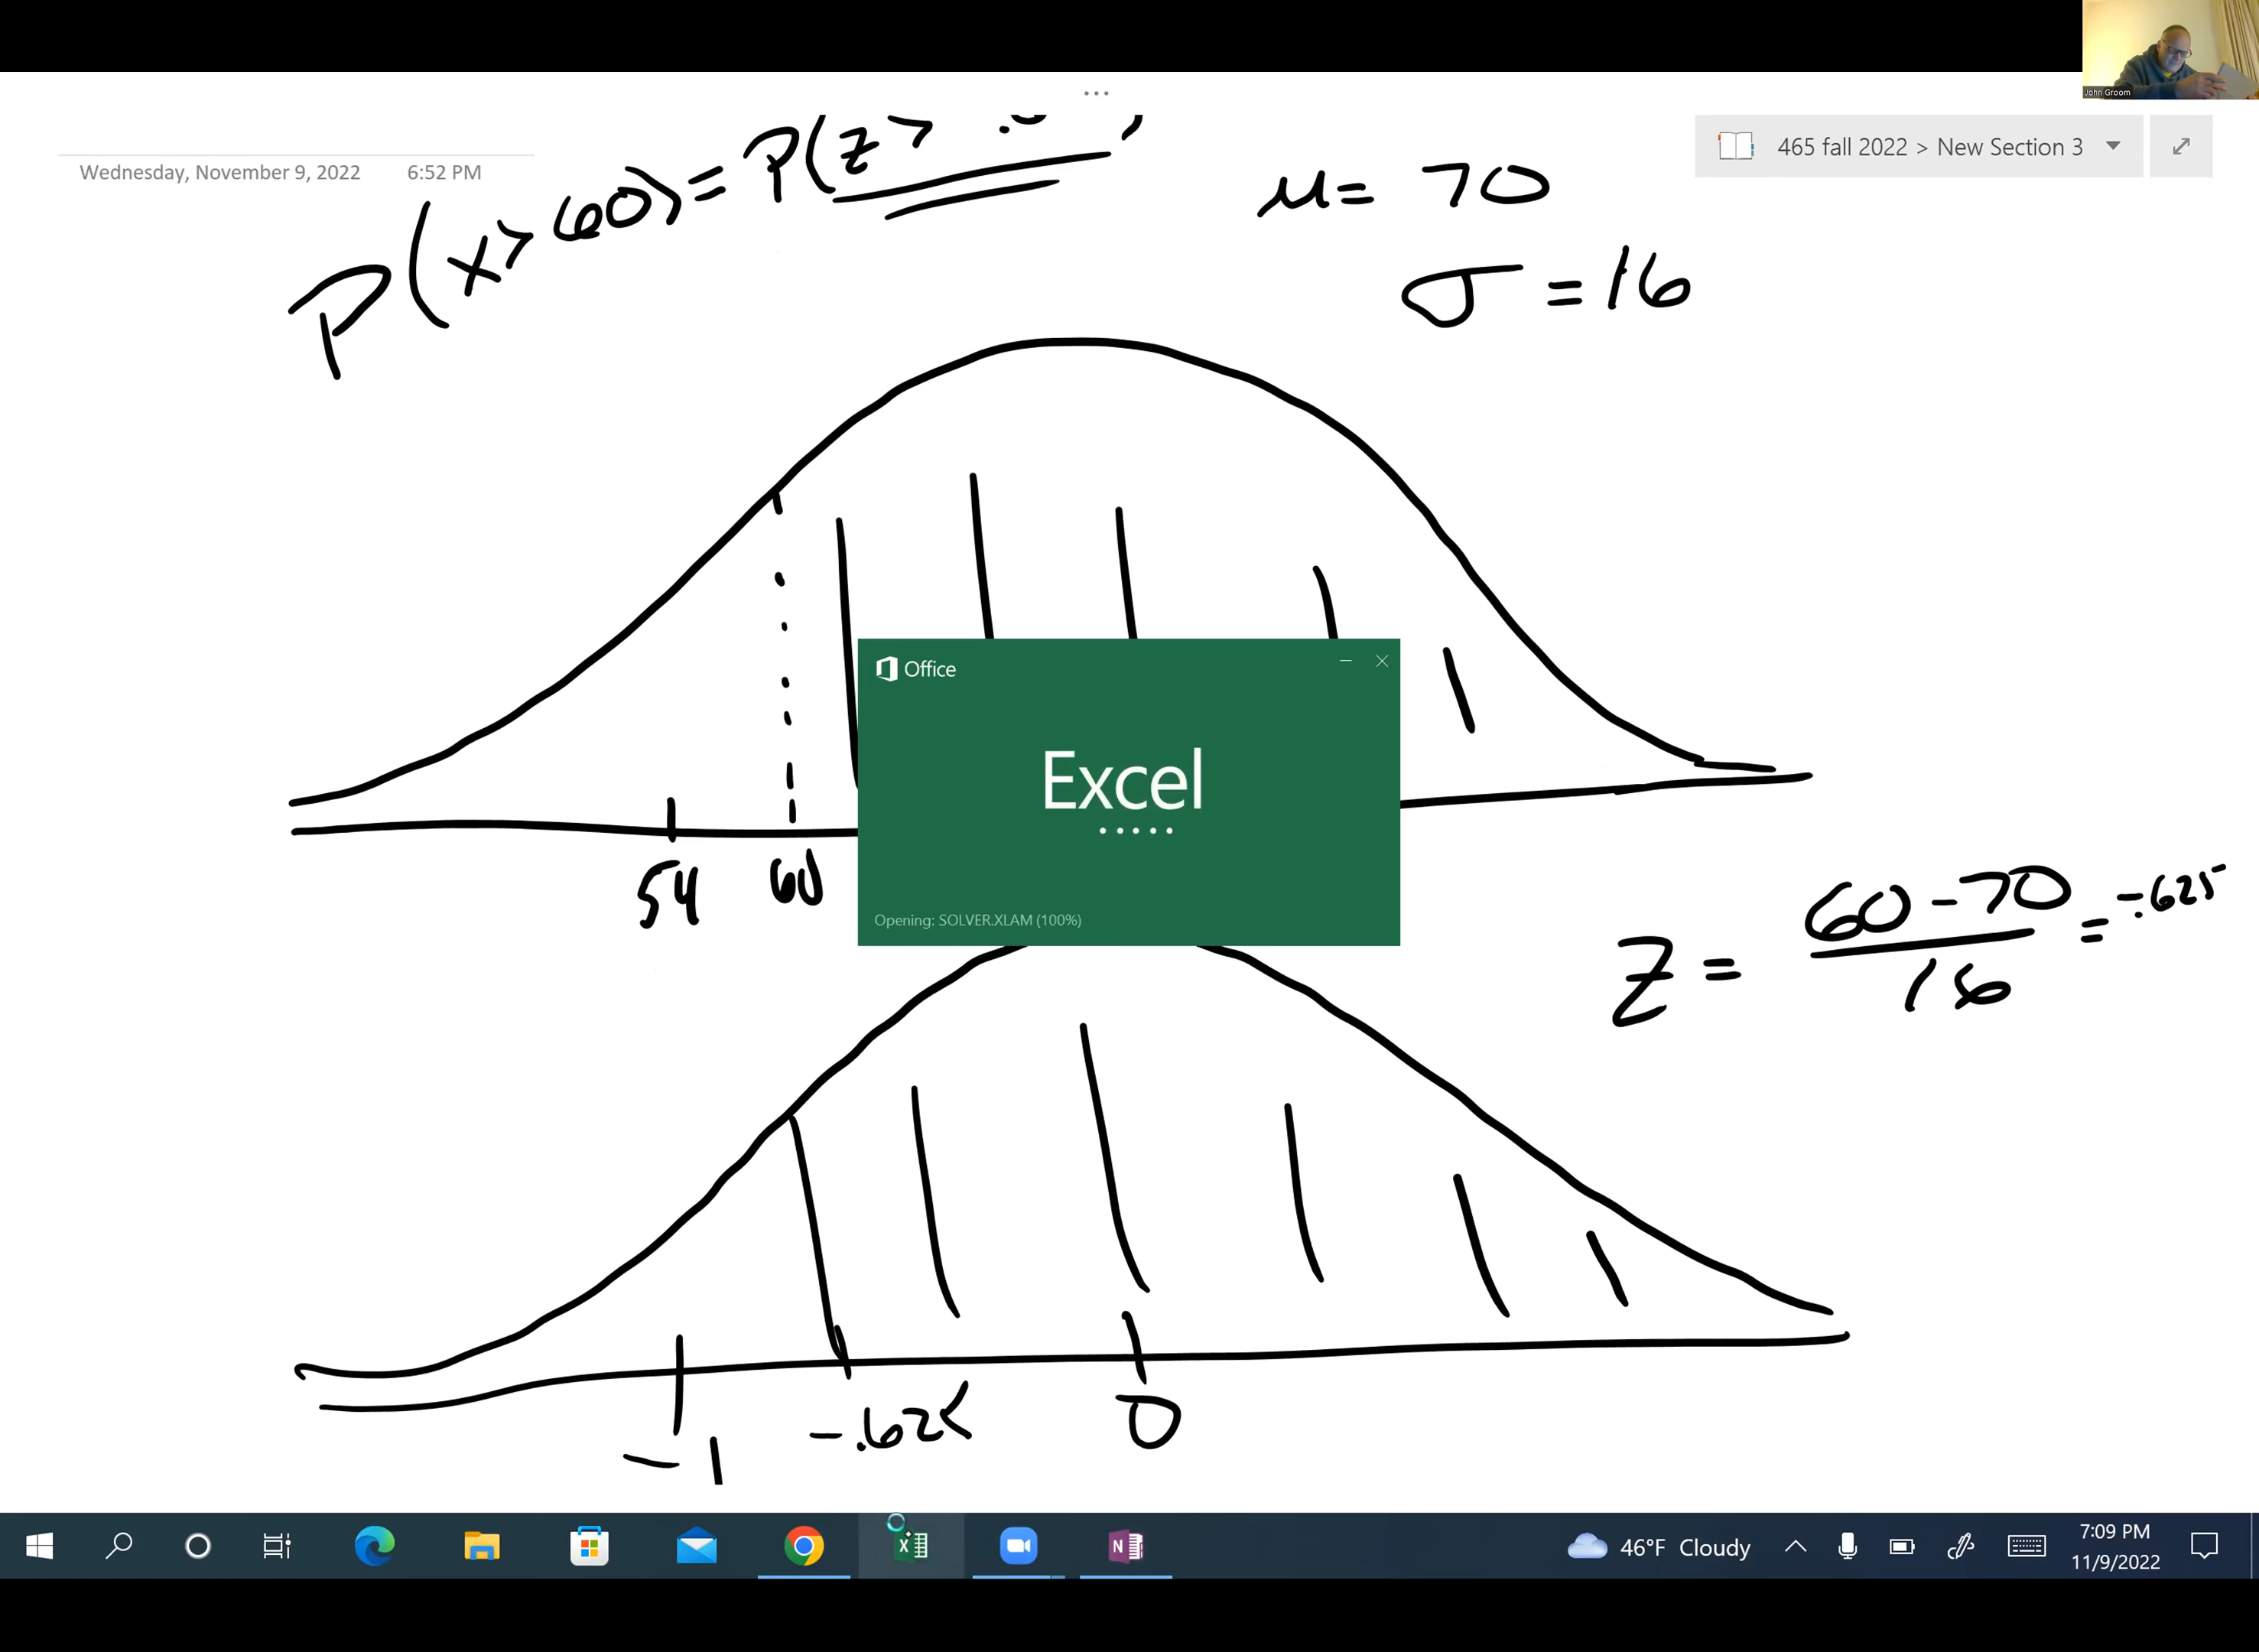 John Groom
Wednesday, November 9, 2022 6:52 PM
465 fall 2022 > New Section 3
P(x>60)=P(z>
μ= 70
σ=16
Office
Excel
Opening: SOLVER.XLAM (100%)
54 60
z = 60-70 / 16 = -.625
-1 -.625 0
46°F Cloudy
7:09 PM
11/9/2022